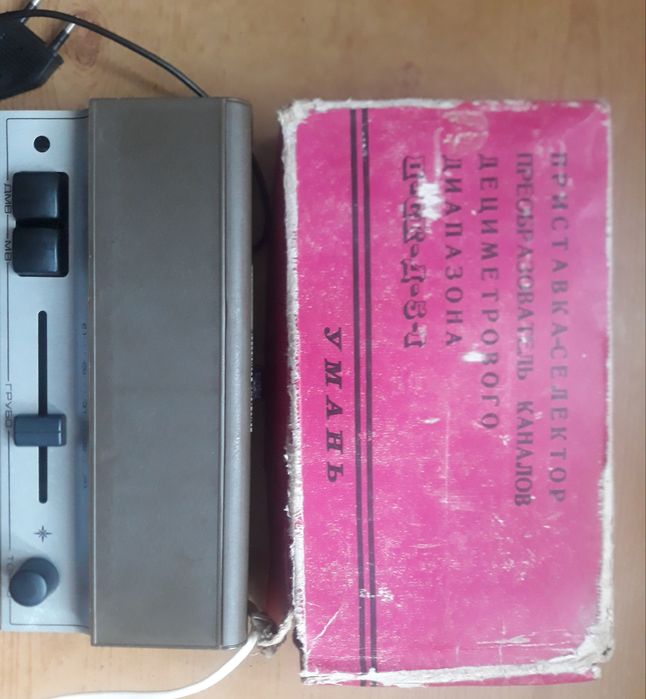 ПРИСТАВКА-СЕЛЕКТОР
ПРЕОБРАЗОВАТЕЛЬ КАНАЛОВ
ДЕЦИМЕТРОВОГО
ДИАПАЗОНА
УМАНЬ
ДМВ
МВ
ГРУБО